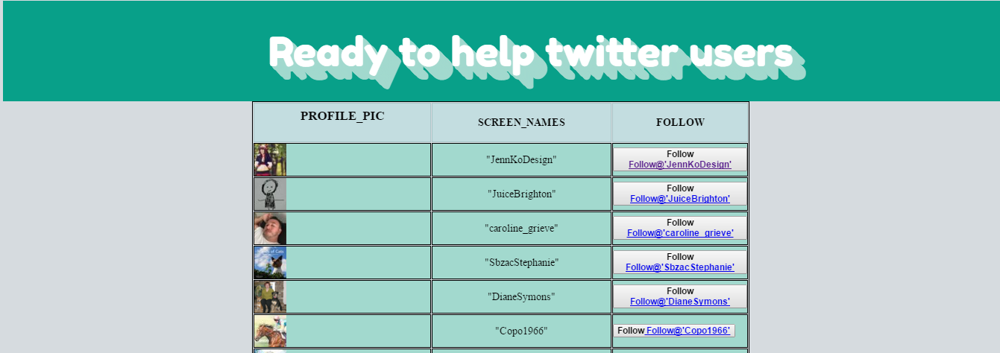 Ready to help twitter users
PROFILE_PIC SCREEN_NAMES FOLLOW
"JennKoDesign" Follow
Follow@'JennKoDesign'
"JuiceBrighton" Follow
Follow@'JuiceBrighton'
"caroline_grieve" Follow
Follow@'caroline_grieve'
"SbzacStephanie" Follow
Follow@'SbzacStephanie'
"DianeSymons" Follow
Follow@'DianeSymons'
"Copo1966" Follow Follow@'Copo1966'